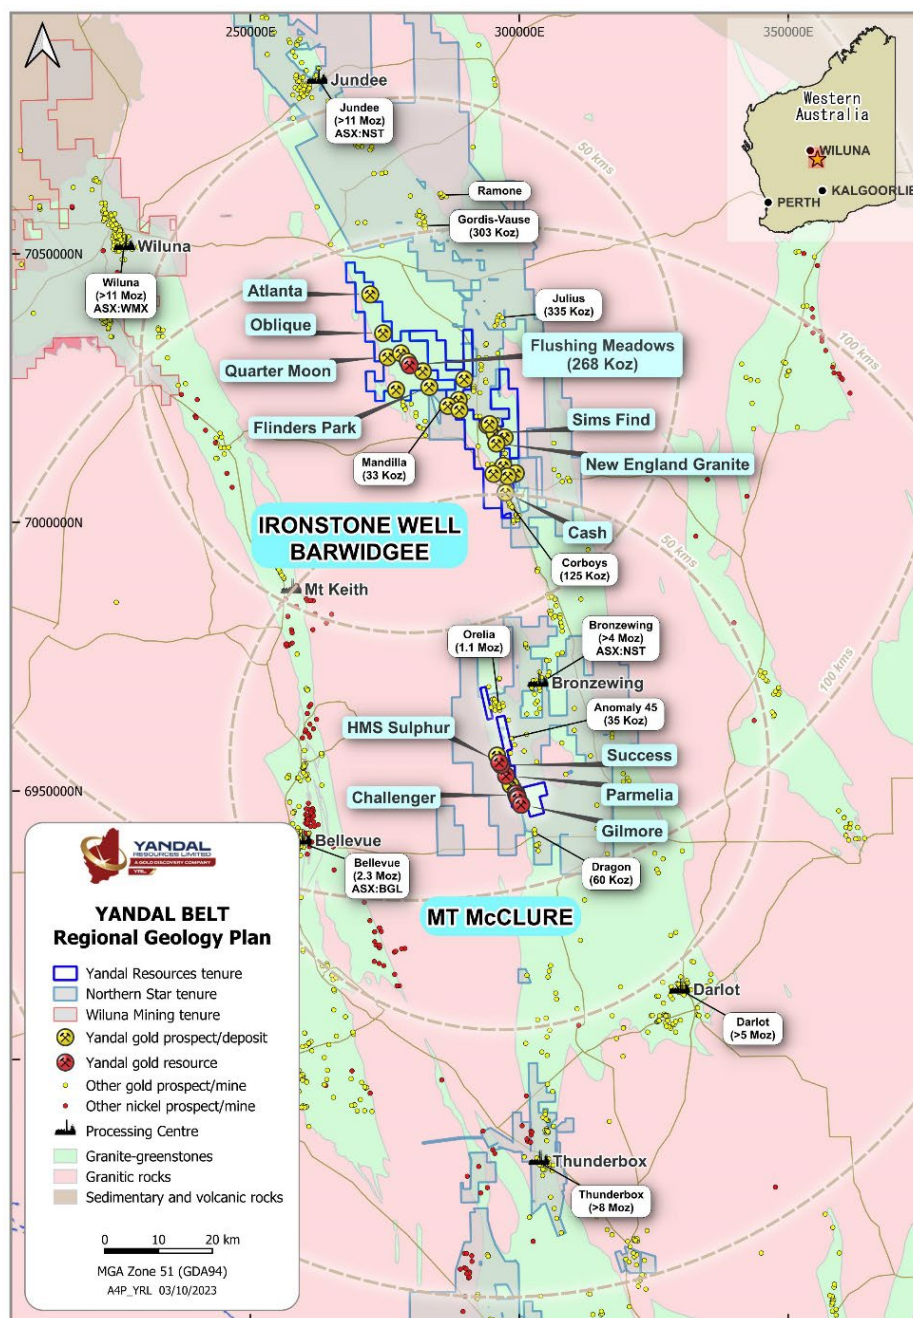 250000E
300000E
350000E
Jundee
Jundee
(>11 Moz)
ASX:NST
Western
Australia
WILUNA
KALGOORLIE
PERTH
50 kms
Ramone
Gordis-Vause
(303 Koz)
Wiluna
7050000N
Wiluna
(>11 Moz)
ASX:WMX
Atlanta
Julius
(335 Koz)
Oblique
100 kms
Flushing Meadows
(268 Koz)
Quarter Moon
Flinders Park
Sims Find
Mandilla
(33 Koz)
New England Granite
7000000N
IRONSTONE WELL
BARWIDGEE
Cash
50 kms
Corboys
(125 Koz)
Mt Keith
Orelia
(1.1 Moz)
Bronzewing
(>4 Moz)
ASX:NST
100 kms
Bronzewing
Anomaly 45
(35 Koz)
HMS Sulphur
Success
6950000N
Challenger
Parmelia
Gilmore
Bellevue
Bellevue
(2.3 Moz)
ASX:BGL
Dragon
(60 Koz)
MT McCLURE
YANDAL
RESOURCES LIMITED
A GOLD DISCOVERY COMPANY
YRL
YANDAL BELT
Regional Geology Plan
Yandal Resources tenure
Northern Star tenure
Wiluna Mining tenure
Yandal gold prospect/deposit
Yandal gold resource
Other gold prospect/mine
Other nickel prospect/mine
Processing Centre
Granite-greenstones
Granitic rocks
Sedimentary and volcanic rocks
0 10 20 km
MGA Zone 51 (GDA94)
A4P_YRL 03/10/2023
Darlot
Darlot
(>5 Moz)
Thunderbox
Thunderbox
(>8 Moz)